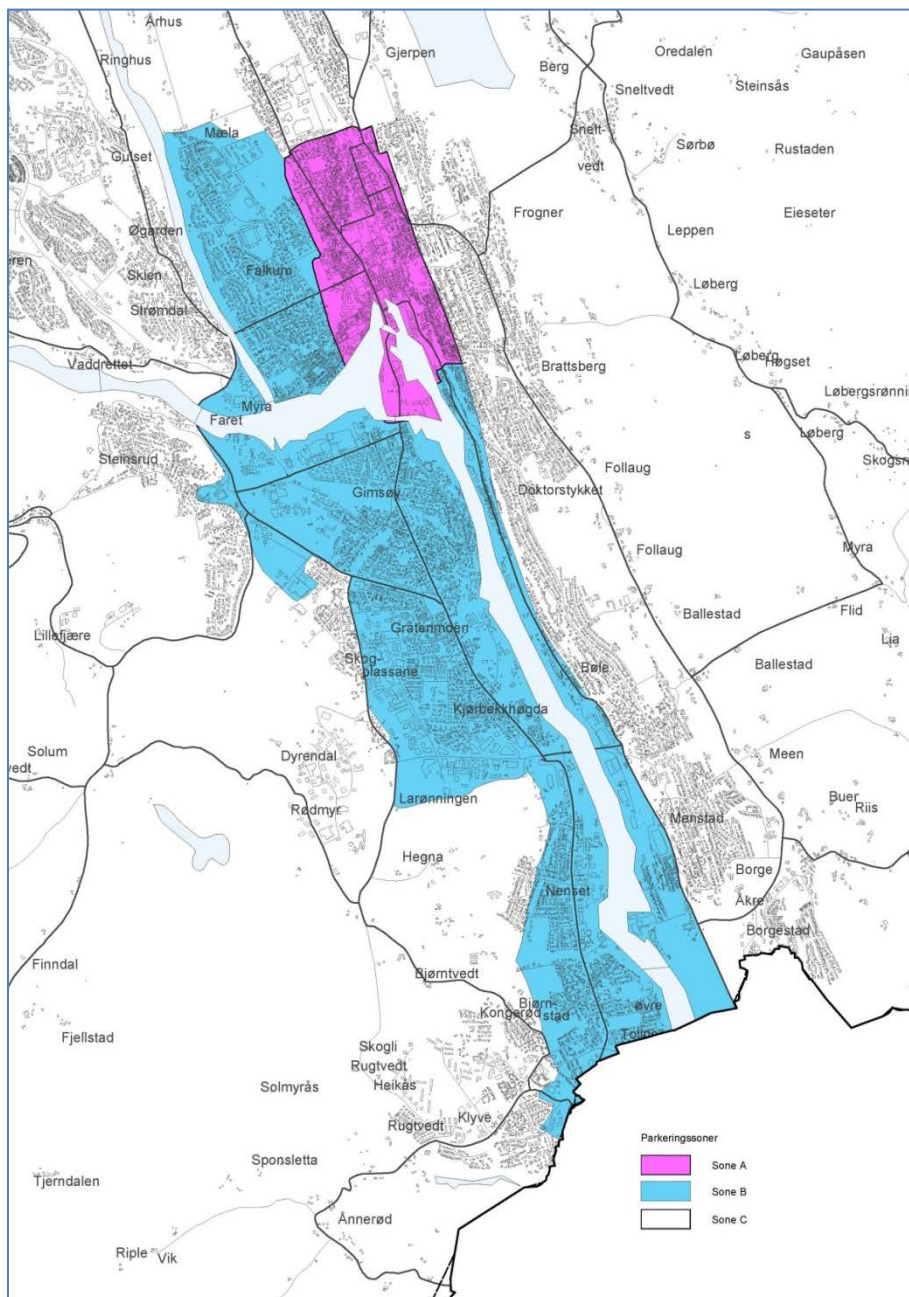 Århus
Ringhus
Gjerpen
Berg
Oredalen
Gaupåsen
Sneltvedt
Steinsås
Mæla
Snelt-
vedt
Sørbø
Rustaden
Gulset
Frogner
Eieseter
Leppen
Øgarden
Falkum
Skien
Løberg
Strømdal
Vaddrettet
Brattsberg
Løberg
Høgset
Myra
Faret
Løberg
s
Steinsrud
Follaug
Gimsøy
Doktorstykket
Follaug
Myra
Ballestad
Flid
Lillefjære
Lia
Gråtenmoen
Skog-
plassane
Bøle
Ballestad
Kjørbekkhøgda
Solum
Dyrendal
Meen
Larønningen
Rødmyr
Menstad
Buer
Riis
Hegna
Borge
Nenset
Åkre
Borgestad
Finndal
Bjørntvedt
Bjørn-
stad
Kongerød
øvre
Fjellstad
Skogli
Rugtvedt
Heikås
Solmyrås
Klyve
Rugtvedt
Parkeringssoner
Sone A
Sone B
Sone C
Sponsletta
Tjerndalen
Ånnerød
Riple
Vik